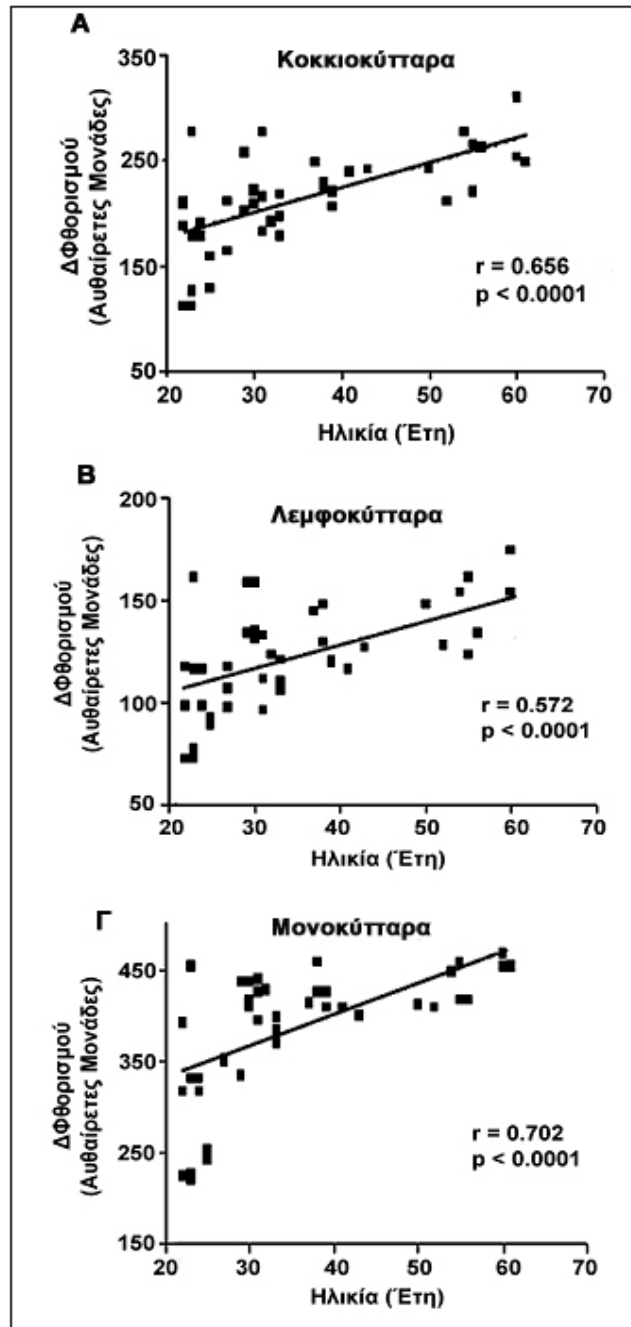 Α
Κοκκιοκύτταρα
ΔΦθορισμού
(Αυθαίρετες Μονάδες)
350
250
150
50
r = 0.656
p < 0.0001
20 30 40 50 60 70
Ηλικία (Έτη)
Β
Λεμφοκύτταρα
ΔΦθορισμού
(Αυθαίρετες Μονάδες)
200
150
100
50
r = 0.572
p < 0.0001
20 30 40 50 60 70
Ηλικία (Έτη)
Γ
Μονοκύτταρα
ΔΦθορισμού
(Αυθαίρετες Μονάδες)
450
350
250
150
r = 0.702
p < 0.0001
20 30 40 50 60 70
Ηλικία (Έτη)